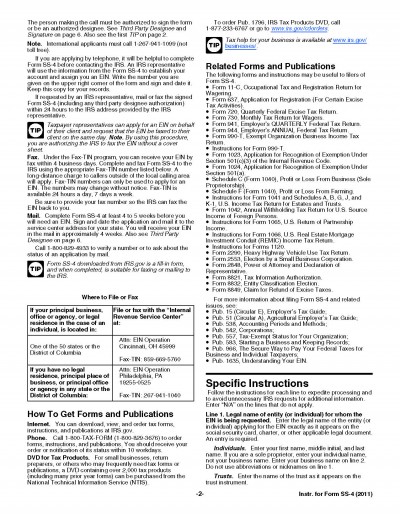 The person making the call must be authorized to sign the form
or be an authorized designee. See Third Party Designee and
Signature on page 6. Also see the first TIP on page 2.
Note. International applicants must call 1-267-941-1099 (not
toll free).
If you are applying by telephone, it will be helpful to complete
Form SS-4 before contacting the IRS. An IRS representative
will use the information from the Form SS-4 to establish your
account and assign you an EIN. Write the number you are
given on the upper right corner of the form and sign and date it.
Keep this copy for your records.
If requested by an IRS representative, mail or fax the signed
Form SS-4 (including any third party designee authorization)
within 24 hours to the IRS address provided by the IRS
representative.
TIP
Taxpayer representatives can apply for an EIN on behalf
of their client and request that the EIN be faxed to their
client on the same day. Note. By using this procedure,
you are authorizing the IRS to fax the EIN without a cover
sheet.
Fax. Under the Fax-TIN program, you can receive your EIN by
fax within 4 business days. Complete and fax Form SS-4 to the
IRS using the appropriate Fax-TIN number listed below. A
long-distance charge to callers outside of the local calling area
will apply. Fax-TIN numbers can only be used to apply for an
EIN. The numbers may change without notice. Fax-TIN is
available 24 hours a day, 7 days a week.
Be sure to provide your fax number so the IRS can fax the
EIN back to you.
Mail. Complete Form SS-4 at least 4 to 5 weeks before you
will need an EIN. Sign and date the application and mail it to the
service center address for your state. You will receive your EIN
in the mail in approximately 4 weeks. Also see Third Party
Designee on page 6.
Call 1-800-829-4933 to verify a number or to ask about the
status of an application by mail.
TIP
Form SS-4 downloaded from IRS.gov is a fill-in form,
and when completed, is suitable for faxing or mailing to
the IRS.
Where to File or Fax
If your principal business,
office or agency, or legal
residence in the case of an
individual, is located in:
File or fax with the "Internal
Revenue Service Center"
at:
One of the 50 states or the
District of Columbia
Attn: EIN Operation
Cincinnati, OH 45999
Fax-TIN: 859-669-5760
If you have no legal
residence, principal place of
business, or principal office
or agency in any state or the
District of Columbia:
Attn: EIN Operation
Philadelphia, PA
19255-0525
Fax-TIN: 267-941-1040
How To Get Forms and Publications
Internet. You can download, view, and order tax forms,
instructions, and publications at IRS.gov.
Phone. Call 1-800-TAX-FORM (1-800-829-3676) to order
forms, instructions, and publications. You should receive your
order or notification of its status within 10 workdays.
DVD for Tax Products. For small businesses, return
preparers, or others who may frequently need tax forms or
publications, a DVD containing over 2,000 tax products
(including many prior year forms) can be purchased from the
National Technical Information Service (NTIS).
To order Pub. 1796, IRS Tax Products DVD, call
1-877-233-6767 or go to www.irs.gov/cdorders.
TIP
Tax help for your business is available at www.irs.gov/
businesses/.
Related Forms and Publications
The following forms and instructions may be useful to filers of
Form SS-4.
• Form 11-C, Occupational Tax and Registration Return for
Wagering.
• Form 637, Application for Registration (For Certain Excise
Tax Activities).
• Form 720, Quarterly Federal Excise Tax Return.
• Form 730, Monthly Tax Return for Wagers.
• Form 941, Employer's QUARTERLY Federal Tax Return.
• Form 944, Employer's ANNUAL Federal Tax Return.
• Form 990-T, Exempt Organization Business Income Tax
Return.
• Instructions for Form 990-T.
• Form 1023, Application for Recognition of Exemption Under
Section 501(c)(3) of the Internal Revenue Code.
• Form 1024, Application for Recognition of Exemption Under
Section 501(a).
• Schedule C (Form 1040), Profit or Loss From Business (Sole
Proprietorship).
• Schedule F (Form 1040), Profit or Loss From Farming.
• Instructions for Form 1041 and Schedules A, B, G, J, and
K-1, U.S. Income Tax Return for Estates and Trusts.
• Form 1042, Annual Withholding Tax Return for U.S. Source
Income of Foreign Persons.
• Instructions for Form 1065, U.S. Return of Partnership
Income.
• Instructions for Form 1066, U.S. Real Estate Mortgage
Investment Conduit (REMIC) Income Tax Return.
• Instructions for Forms 1120.
• Form 2290, Heavy Highway Vehicle Use Tax Return.
• Form 2553, Election by a Small Business Corporation.
• Form 2848, Power of Attorney and Declaration of
Representative.
• Form 8821, Tax Information Authorization.
• Form 8832, Entity Classification Election.
• Form 8849, Claim for Refund of Excise Taxes.
For more information about filing Form SS-4 and related
issues, see:
• Pub. 15 (Circular E), Employer's Tax Guide.
• Pub. 51 (Circular A), Agricultural Employer's Tax Guide;
• Pub. 538, Accounting Periods and Methods;
• Pub. 542, Corporations;
• Pub. 557, Tax-Exempt Status for Your Organization;
• Pub. 583, Starting a Business and Keeping Records;
• Pub. 966, The Secure Way to Pay Your Federal Taxes for
Business and Individual Taxpayers;
• Pub. 1635, Understanding Your EIN.
Specific Instructions
Follow the instructions for each line to expedite processing and
to avoid unnecessary IRS requests for additional information.
Enter "N/A" on the lines that do not apply.
Line 1. Legal name of entity (or individual) for whom the
EIN is being requested. Enter the legal name of the entity (or
individual) applying for the EIN exactly as it appears on the
social security card, charter, or other applicable legal document.
An entry is required.
Individuals. Enter your first name, middle initial, and last
name. If you are a sole proprietor, enter your individual name,
not your business name. Enter your business name on line 2.
Do not use abbreviations or nicknames on line 1.
Trusts. Enter the name of the trust as it appears on the
trust instrument.
-2-
Instr. for Form SS-4 (2011)